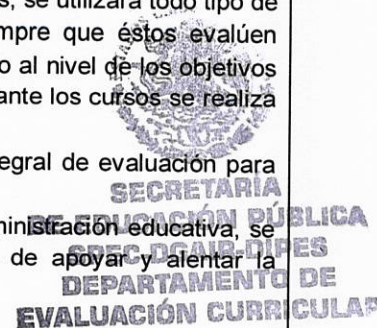 s, se utilizará todo tipo de
mpre que éstos evalúen
o al nivel de los objetivos
ante los cursos se realiza
egral de evaluación para
SECRETARÍA
DE EDUCACIÓN PÚBLICA
ministración educativa, se
SPEC-DGAIR-DIPES
de apoyar y alentar la
DEPARTAMENTO DE
EVALUACIÓN CURRICULAR